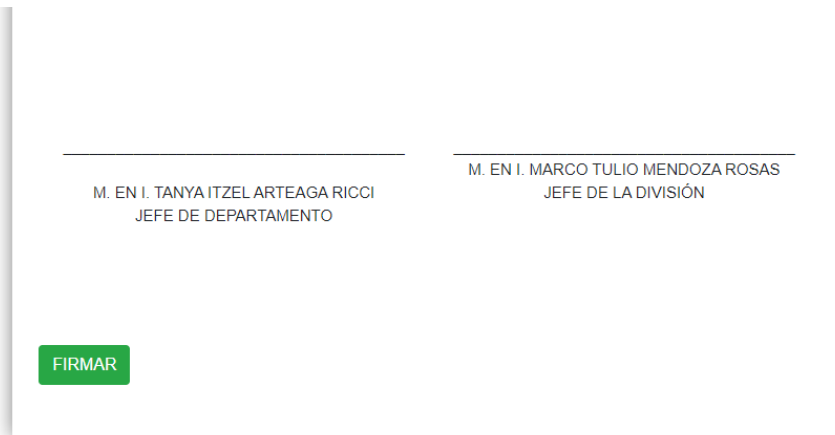 M. EN I. TANYA ITZEL ARTEAGA RICCI
JEFE DE DEPARTAMENTO
M. EN I. MARCO TULIO MENDOZA ROSAS
JEFE DE LA DIVISIÓN
FIRMAR